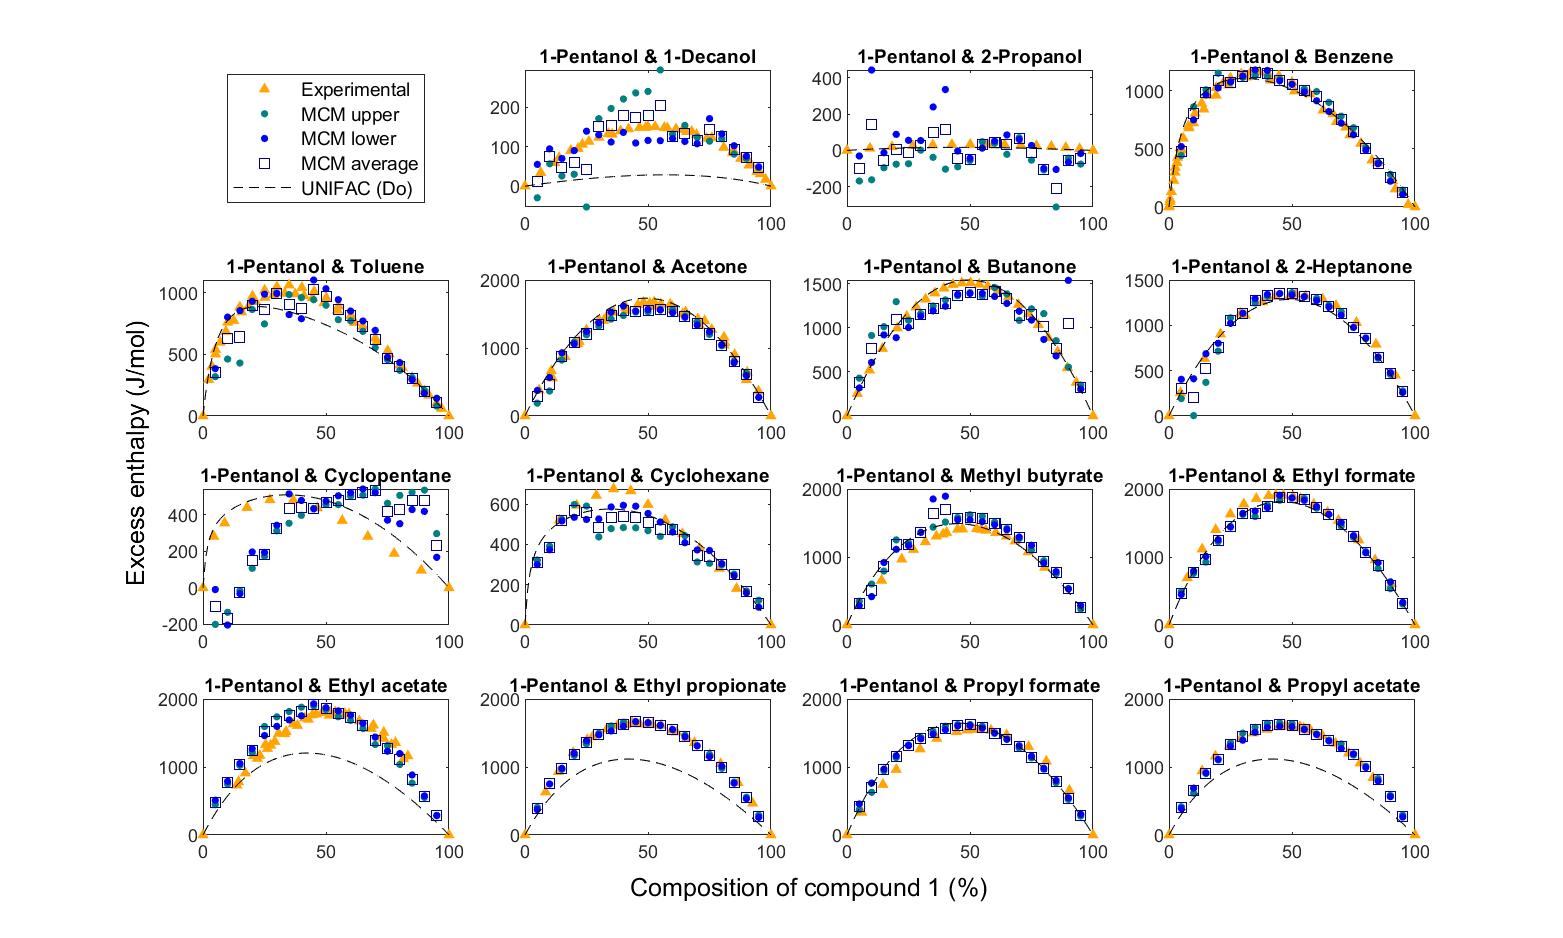 1-Pentanol & 1-Decanol
1-Pentanol & 2-Propanol
1-Pentanol & Benzene
Experimental
MCM upper
MCM lower
MCM average
UNIFAC (Do)
200
100
0
0 50 100
400
200
0
-200
0 50 100
1000
500
0
0 50 100
1-Pentanol & Toluene
1-Pentanol & Acetone
1-Pentanol & Butanone
1-Pentanol & 2-Heptanone
1000
500
0
0 50 100
2000
1000
0
0 50 100
1500
1000
500
0
0 50 100
1500
1000
500
0
0 50 100
Excess enthalpy (J/mol)
1-Pentanol & Cyclopentane
1-Pentanol & Cyclohexane
1-Pentanol & Methyl butyrate
1-Pentanol & Ethyl formate
400
200
0
-200
0 50 100
600
400
200
0
0 50 100
2000
1000
0
0 50 100
2000
1000
0
0 50 100
1-Pentanol & Ethyl acetate
1-Pentanol & Ethyl propionate
1-Pentanol & Propyl formate
1-Pentanol & Propyl acetate
2000
1000
0
0 50 100
2000
1000
0
0 50 100
2000
1000
0
0 50 100
2000
1000
0
0 50 100
Composition of compound 1 (%)